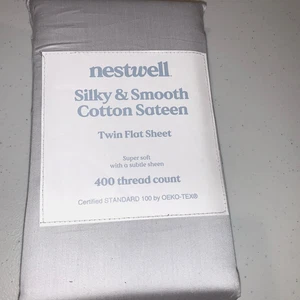 nestwell
Silky & Smooth
Cotton Sateen
Twin Flat Sheet
Super soft
with a subtle sheen
400 thread count
Certified STANDARD 100 by OEKO-TEX®